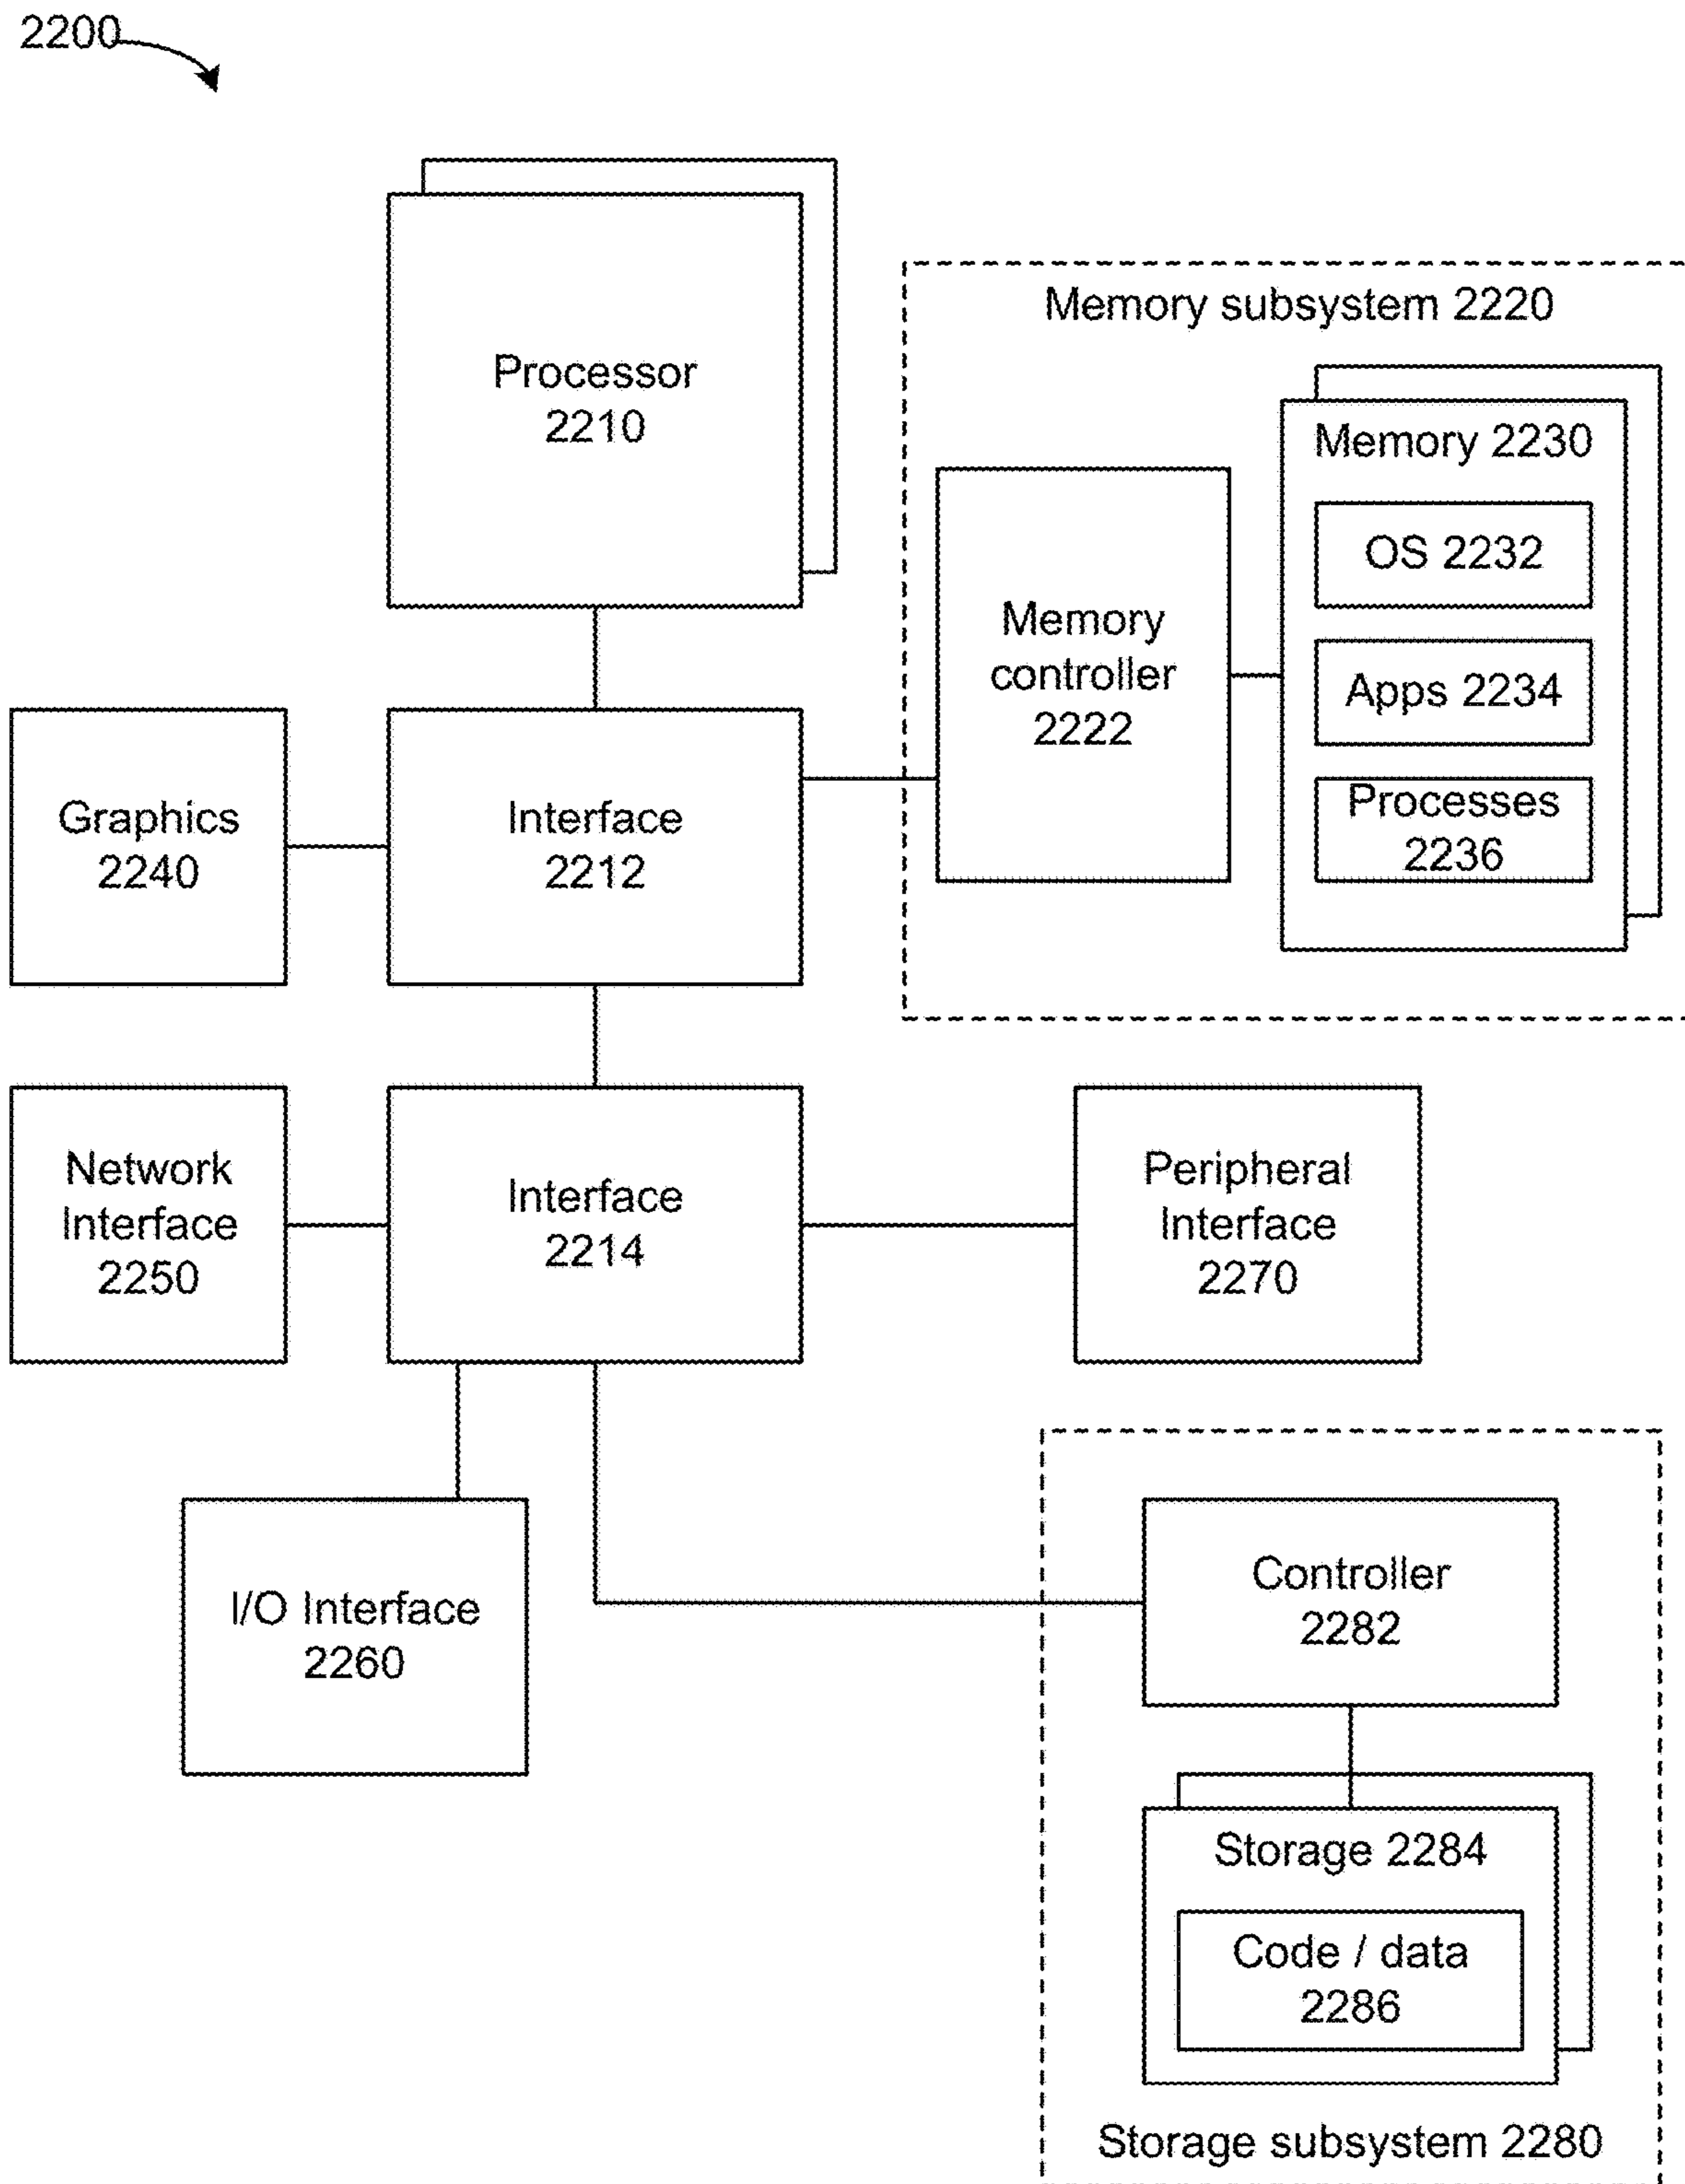 2200
Processor
2210
Memory subsystem 2220
Memory 2230
OS 2232
Memory
controller
2222
Apps 2234
Processes
2236
Graphics
2240
Interface
2212
Network
Interface
2250
Interface
2214
Peripheral
Interface
2270
I/O Interface
2260
Controller
2282
Storage 2284
Code / data
2286
Storage subsystem 2280